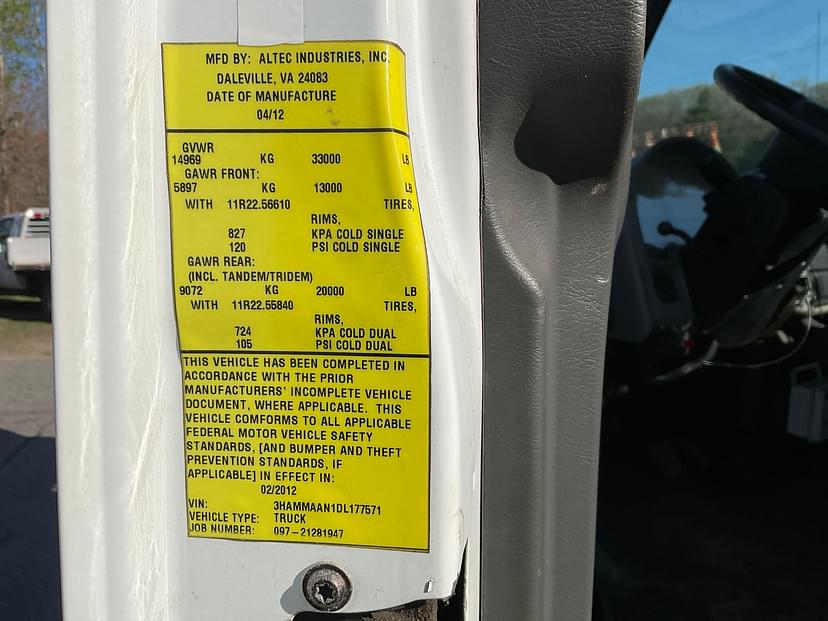 MFD BY: ALTEC INDUSTRIES, INC.
DALEVILLE, VA 24083
DATE OF MANUFACTURE
04/12
GVWR
14969 KG 33000 LB
GAWR FRONT:
5897 KG 13000 LB
WITH 11R22.56610 TIRES,
RIMS,
827 KPA COLD SINGLE
120 PSI COLD SINGLE
GAWR REAR:
(INCL. TANDEM/TRIDEM)
9072 KG 20000 LB
WITH 11R22.55840 TIRES,
RIMS,
724 KPA COLD DUAL
105 PSI COLD DUAL
THIS VEHICLE HAS BEEN COMPLETED IN
ACCORDANCE WITH THE PRIOR
MANUFACTURERS' INCOMPLETE VEHICLE
DOCUMENT, WHERE APPLICABLE. THIS
VEHICLE COMFORMS TO ALL APPLICABLE
FEDERAL MOTOR VEHICLE SAFETY
STANDARDS, [AND BUMPER AND THEFT
PREVENTION STANDARDS, IF
APPLICABLE] IN EFFECT IN:
02/2012
VIN: 3HAMMAAN1DL177571
VEHICLE TYPE: TRUCK
JOB NUMBER: 097-21281947